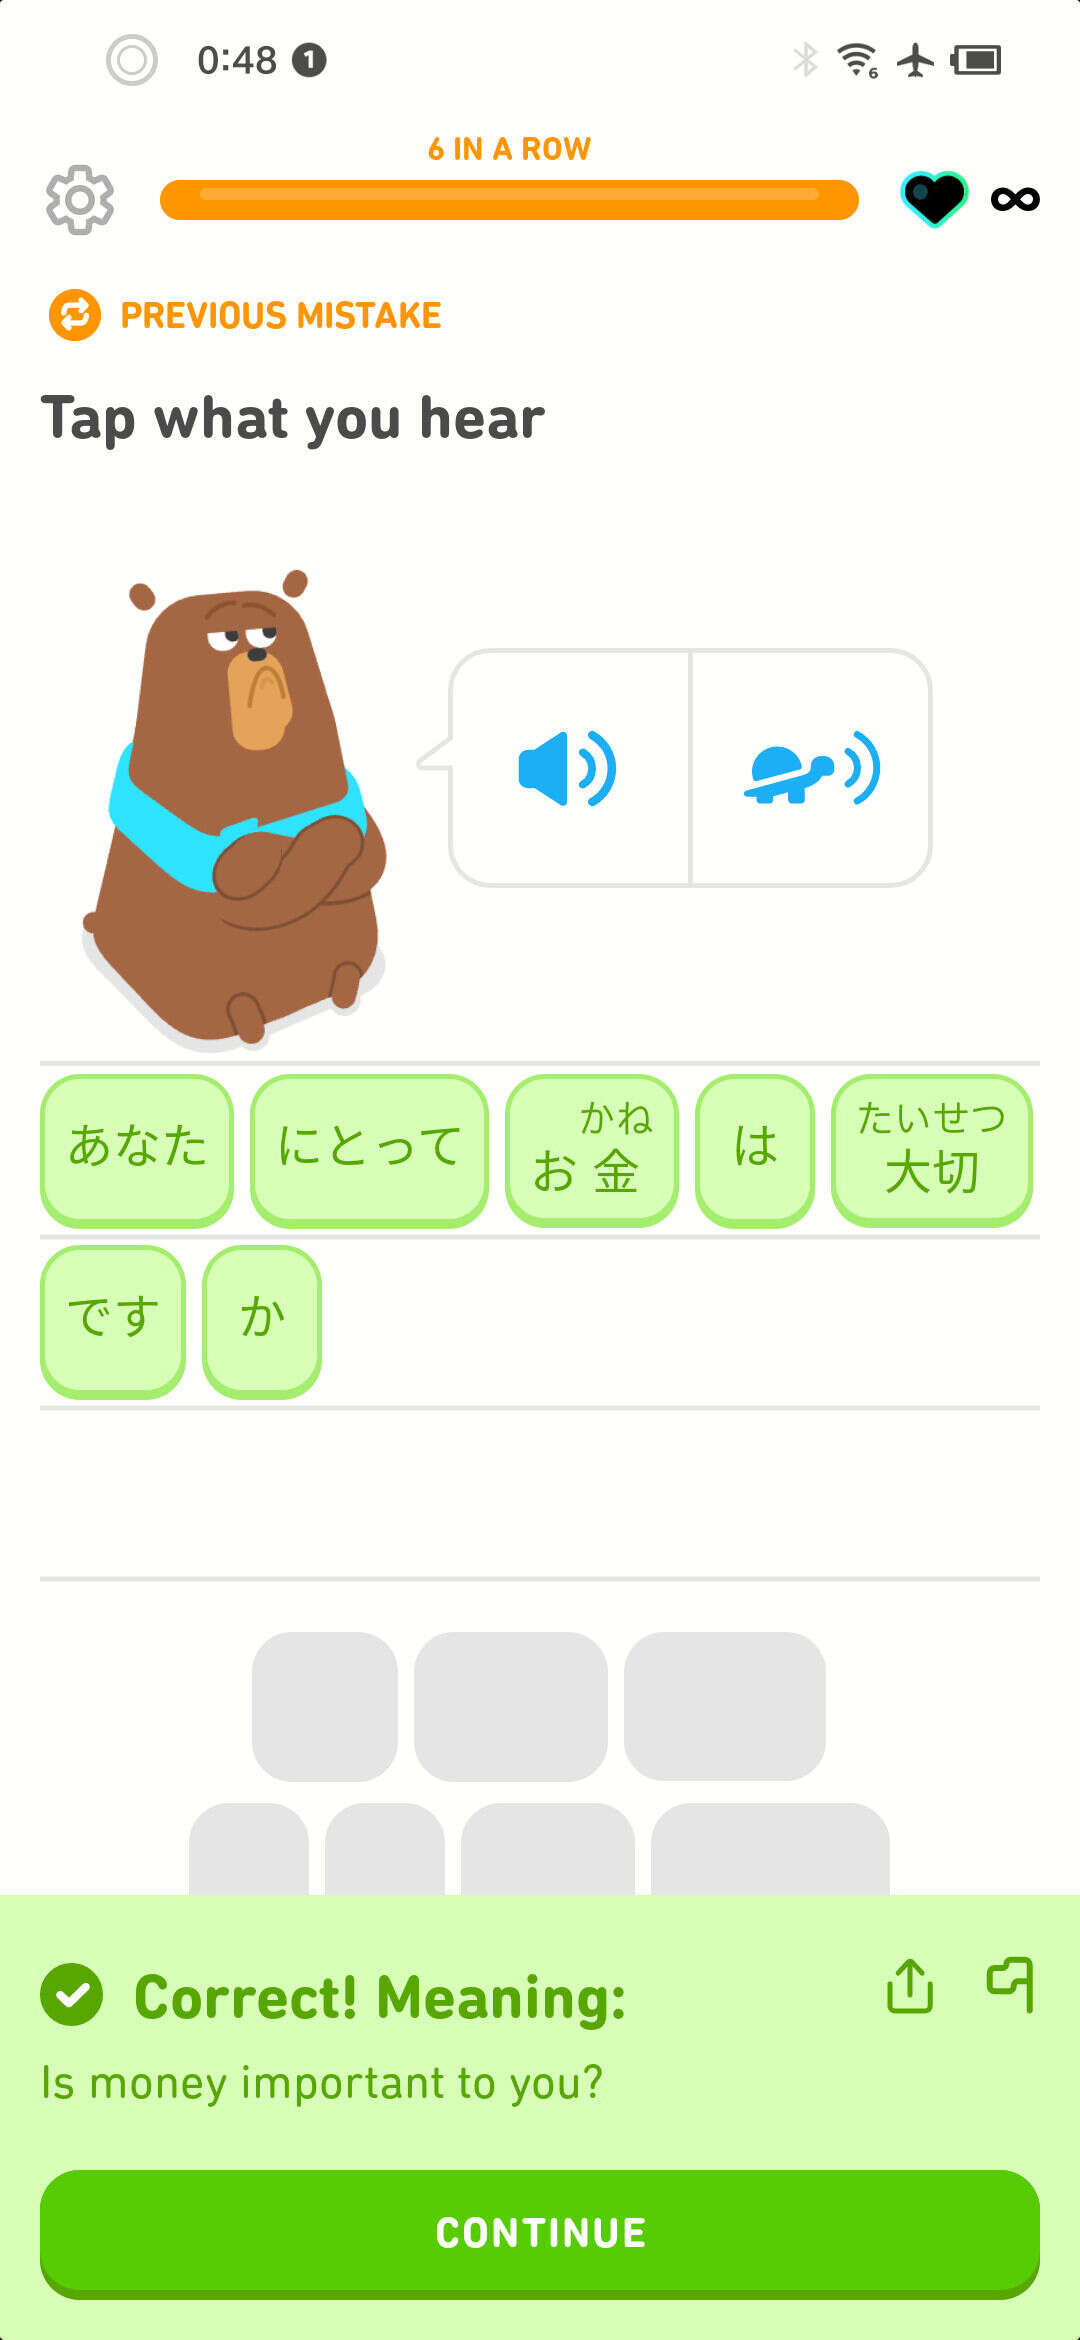 0:48 1
6
6 IN A ROW
PREVIOUS MISTAKE
Tap what you hear
かね たいせつ
あなた にとって お金 は 大切
です か
Correct! Meaning:
Is money important to you?
CONTINUE